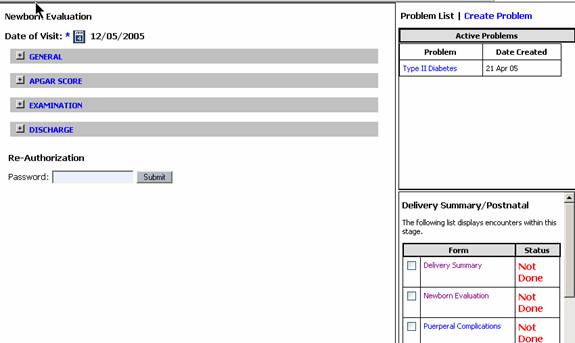 Newborn Evaluation
Date of Visit: * 12/05/2005
+ GENERAL
+ APGAR SCORE
+ EXAMINATION
+ DISCHARGE
Re-Authorization
Password: Submit
Problem List | Create Problem
Active Problems
Problem Date Created
Type II Diabetes 21 Apr 05
Delivery Summary/Postnatal
The following list displays encounters within this
stage.
Form Status
Delivery Summary Not
Done
Newborn Evaluation Not
Done
Puerperal Complications Not
Done